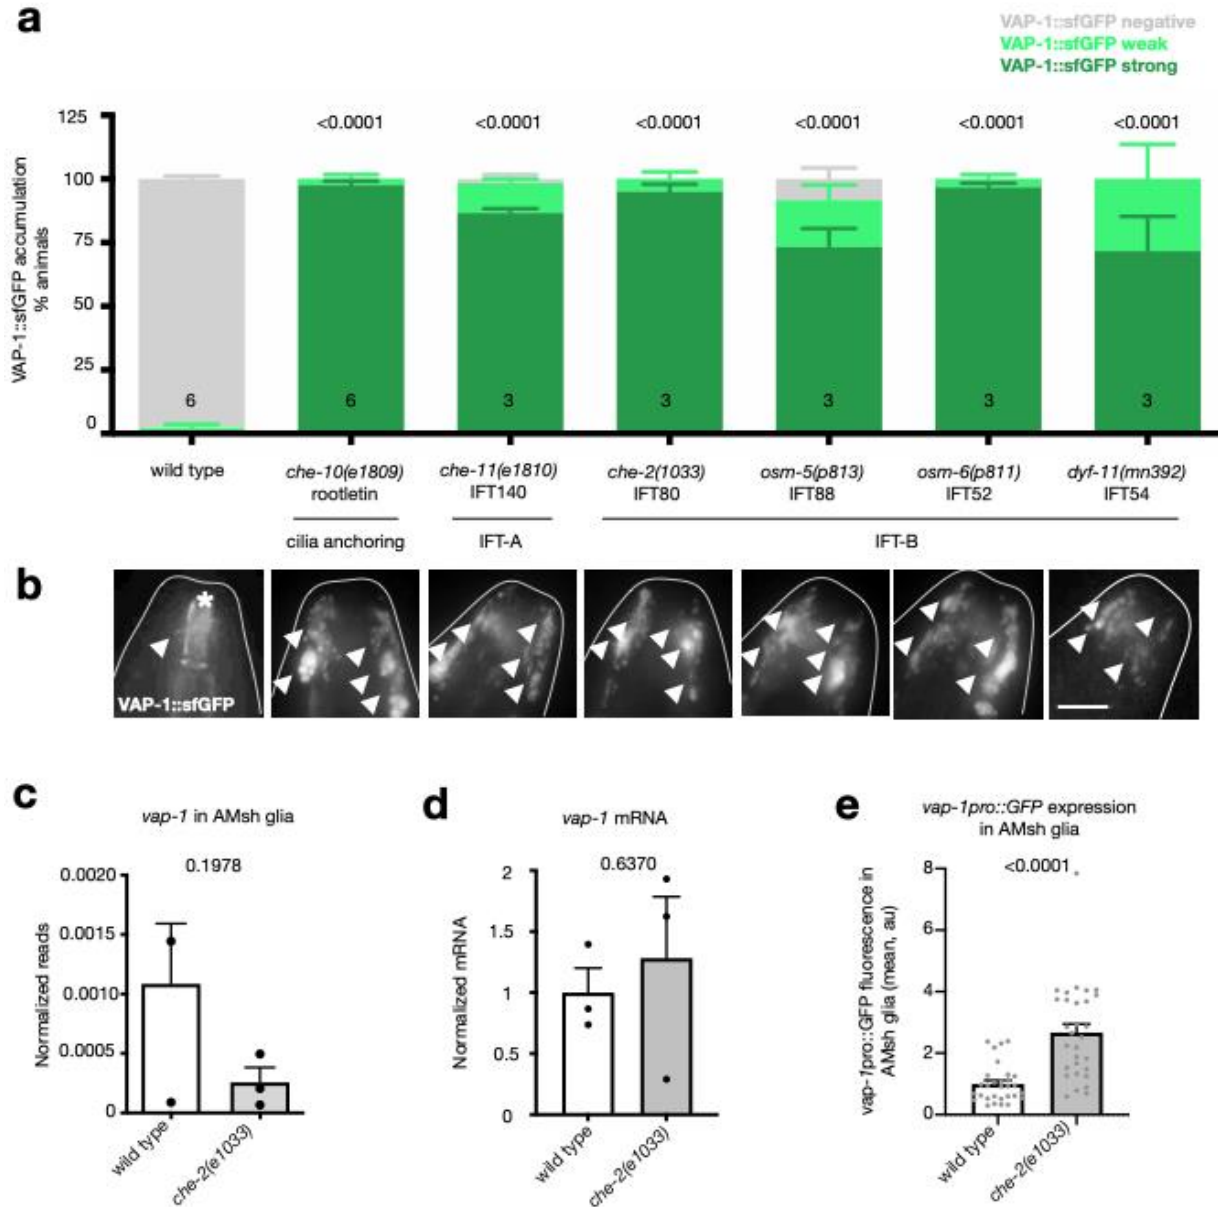 a
VAP-1::sfGFP negative
VAP-1::sfGFP weak
VAP-1::sfGFP strong
VAP-1::sfGFP accumulation
% animals
125
100
75
50
25
0
<0.0001 <0.0001 <0.0001 <0.0001 <0.0001 <0.0001
6 6 3 3 3 3 3
wild type che-10(e1809) che-11(e1810) che-2(1033) osm-5(p813) osm-6(p811) dyf-11(mn392)
rootletin IFT140 IFT80 IFT88 IFT52 IFT54
cilia anchoring IFT-A IFT-B
b
*
VAP-1::sfGFP
c
vap-1 in AMsh glia
0.1978
Normalized reads
0.0020
0.0015
0.0010
0.0005
0
wild type
che-2(e1033)
d
vap-1 mRNA
0.6370
Normalized mRNA
2
1.5
1
0.5
0
wild type
che-2(e1033)
e
vap-1pro::GFP expression
in AMsh glia
<0.0001
vap-1pro::GFP fluorescence in
AMsh glia (mean, au)
8
6
4
2
0
wild type
che-2(e1033)